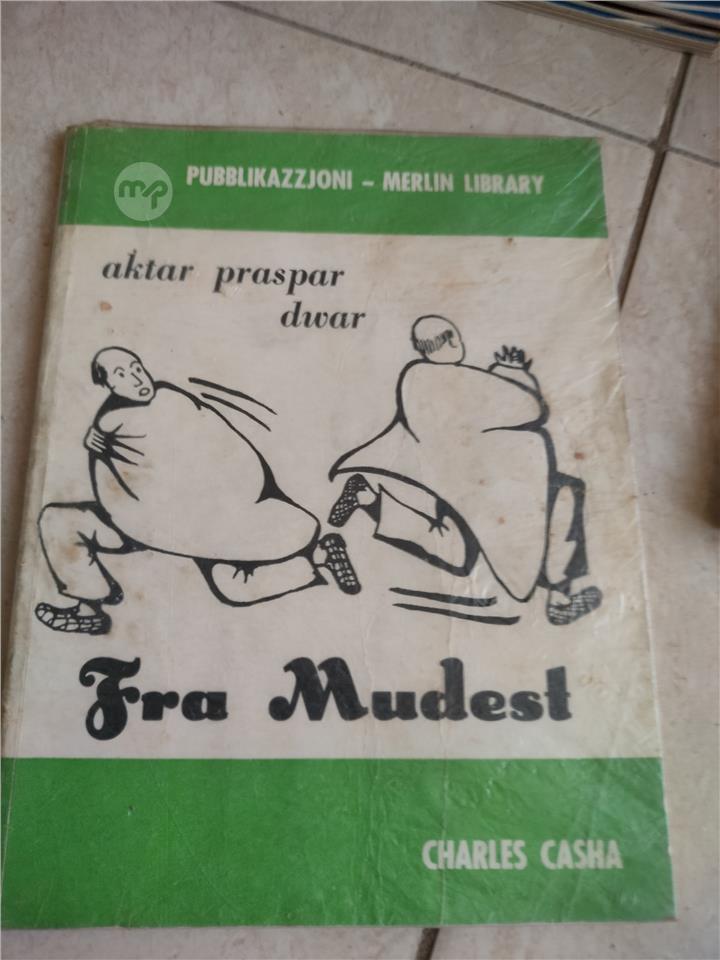 mp
PUBBLIKAZZJONI - MERLIN LIBRARY
aktar praspar
dwar
Fra Mudest
CHARLES CASHA